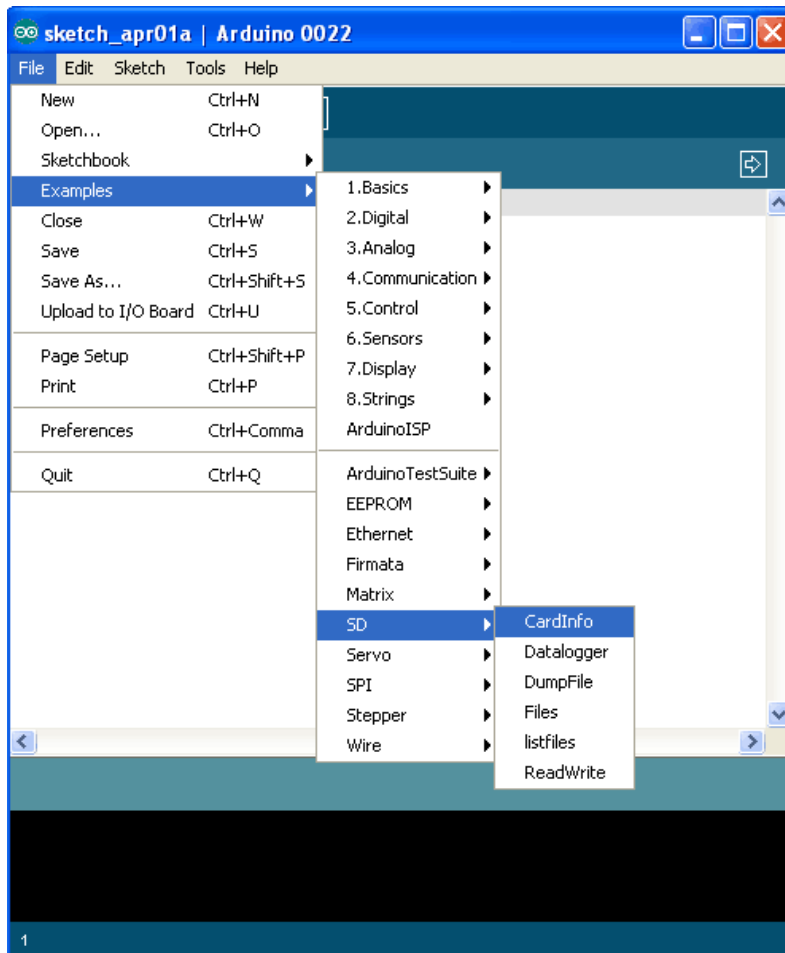 sketch_apr01a | Arduino 0022
File Edit Sketch Tools Help
New Ctrl+N
Open... Ctrl+O
Sketchbook
Examples
Close Ctrl+W
Save Ctrl+S
Save As... Ctrl+Shift+S
Upload to I/O Board Ctrl+U
Page Setup Ctrl+Shift+P
Print Ctrl+P
Preferences Ctrl+Comma
Quit Ctrl+Q
1.Basics
2.Digital
3.Analog
4.Communication
5.Control
6.Sensors
7.Display
8.Strings
ArduinoISP
ArduinoTestSuite
EEPROM
Ethernet
Firmata
Matrix
SD
Servo
SPI
Stepper
Wire
CardInfo
Datalogger
DumpFile
Files
listfiles
ReadWrite
1